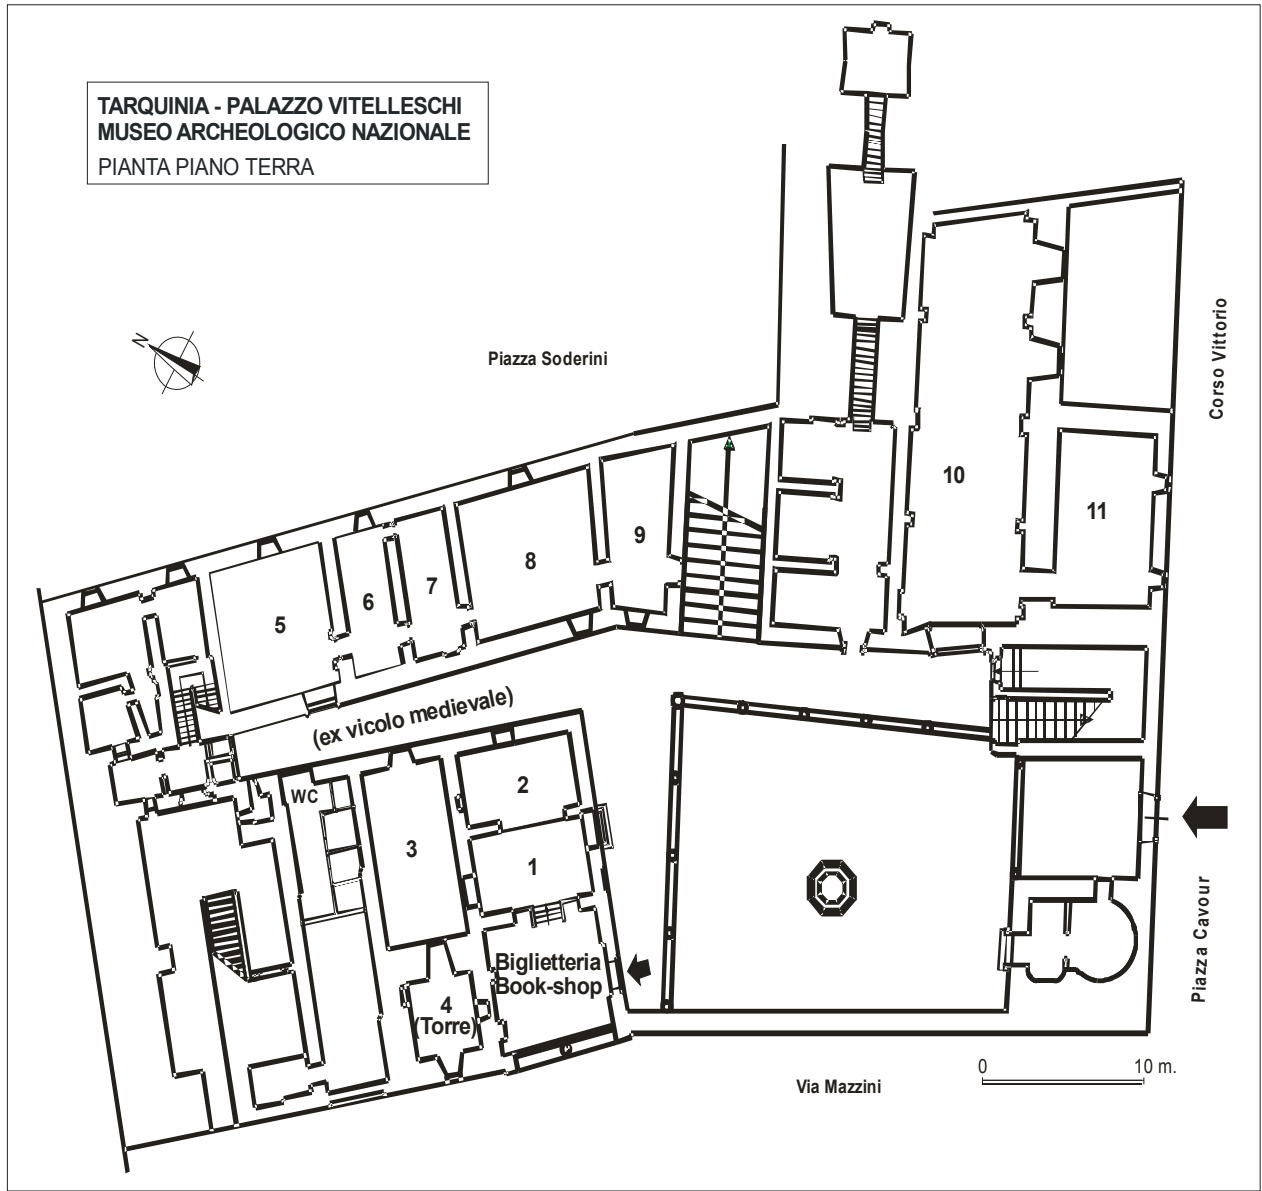 TARQUINIA - PALAZZO VITELLESCHI
MUSEO ARCHEOLOGICO NAZIONALE
PIANTA PIANO TERRA
N
Piazza Soderini
Corso Vittorio
10
11
9
8
7
6
5
(ex vicolo medievale)
WC
2
3
1
Biglietteria
Book-shop
4
(Torre)
Piazza Cavour
Via Mazzini
0 10 m.